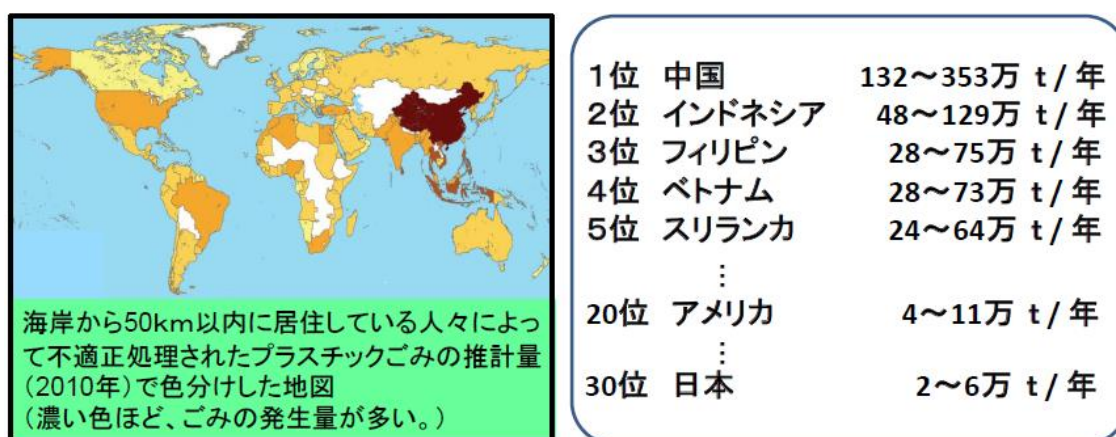 海岸から50km以内に居住している人々によっ
て不適正処理されたプラスチックごみの推計量
(2010年)で色分けした地図
(濃い色ほど、ごみの発生量が多い。)
1位 中国 132～353万 t / 年
2位 インドネシア 48～129万 t / 年
3位 フィリピン 28～75万 t / 年
4位 ベトナム 28～73万 t / 年
5位 スリランカ 24～64万 t / 年
⋮
20位 アメリカ 4～11万 t / 年
⋮
30位 日本 2～6万 t / 年